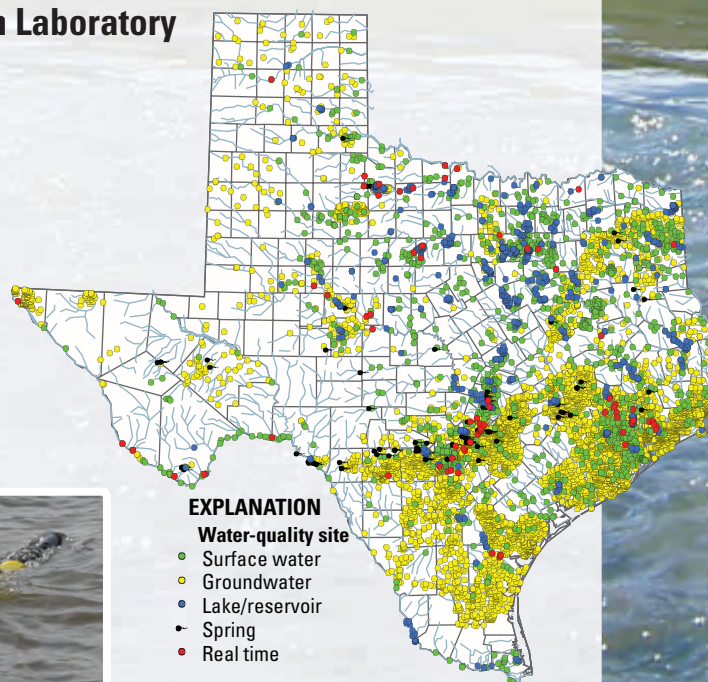 Laboratory
EXPLANATION
Water-quality site
Surface water
Groundwater
Lake/reservoir
Spring
Real time